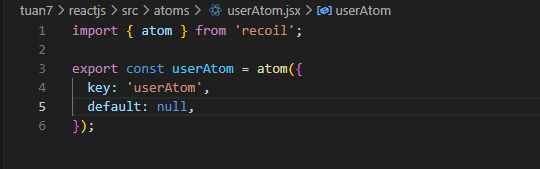 tuan7 > reactjs > src > atoms > userAtom.jsx > userAtom
1 import { atom } from 'recoil';
2
3 export const userAtom = atom({
4 key: 'userAtom',
5 default: null,
6 });